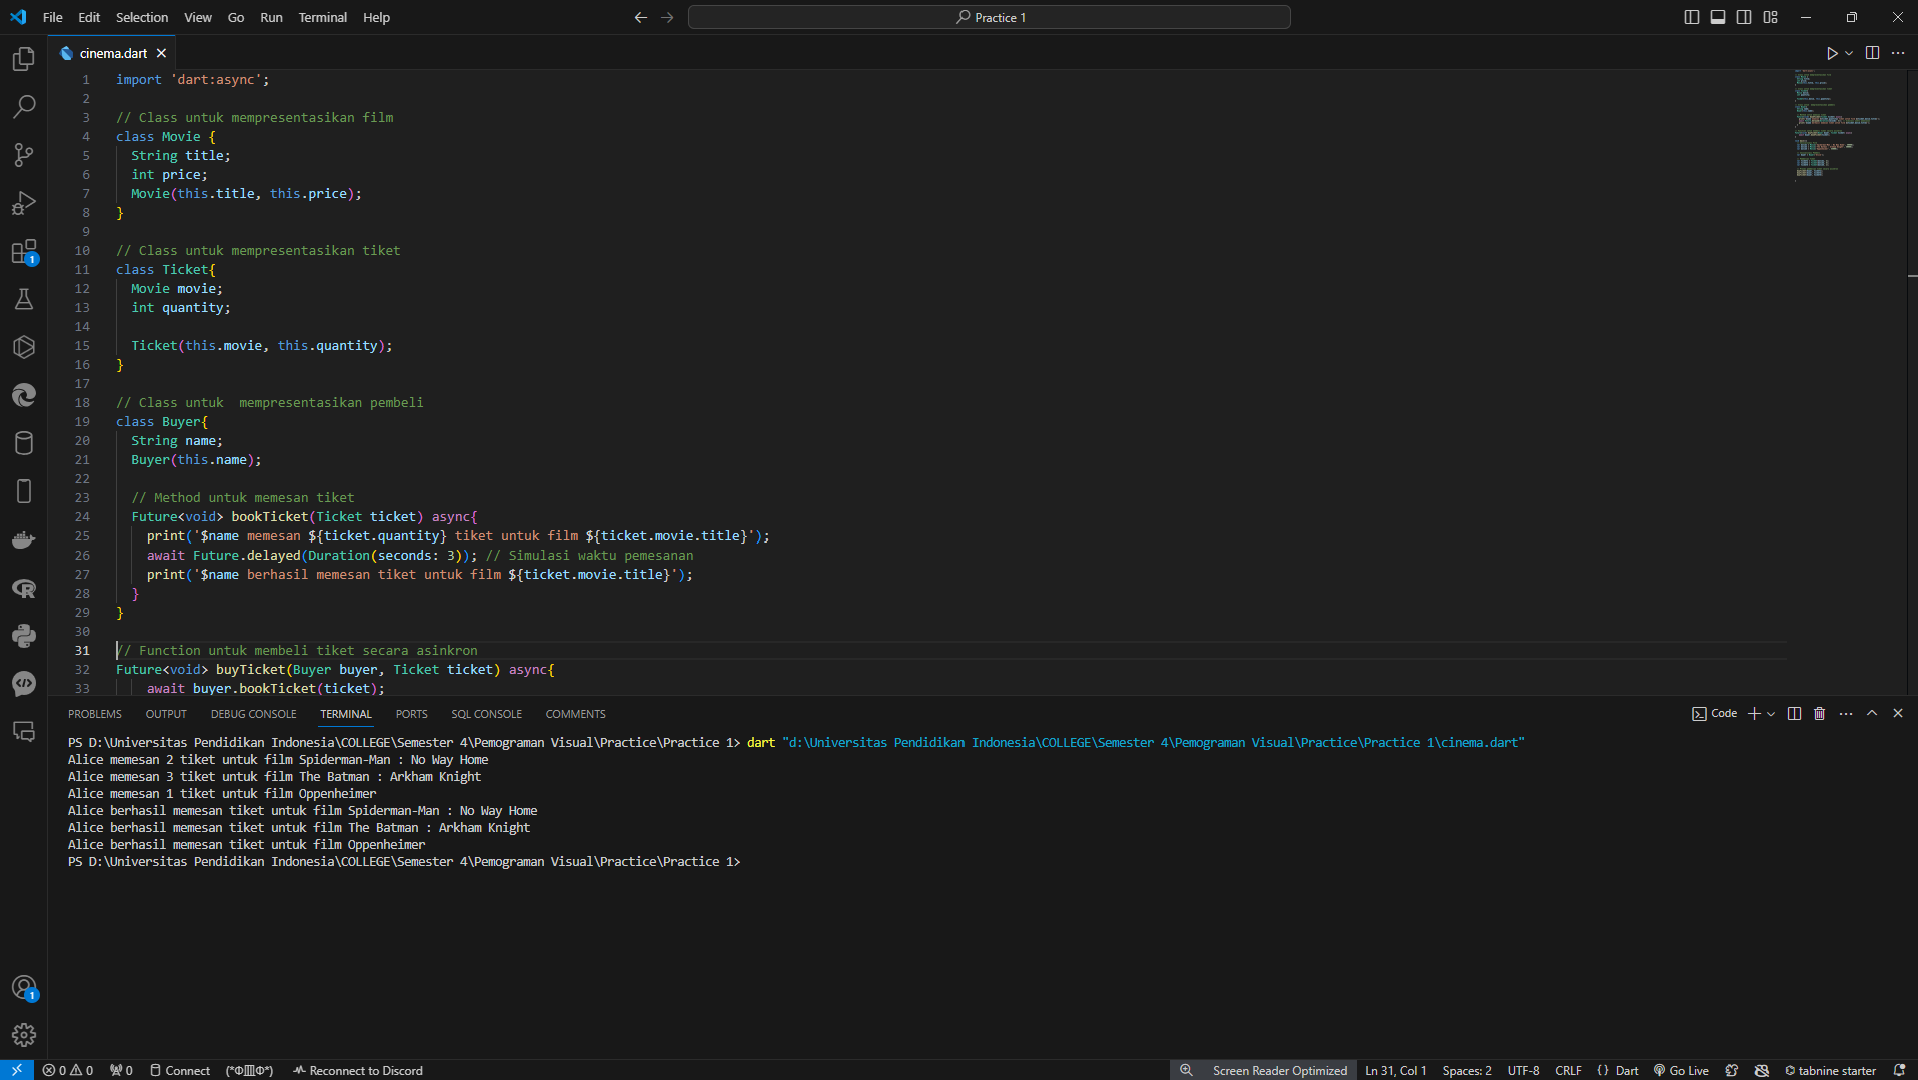 File Edit Selection View Go Run Terminal Help
Practice 1
cinema.dart
1 import 'dart:async';
2
3 // Class untuk mempresentasikan film
4 class Movie {
5 String title;
6 int price;
7 Movie(this.title, this.price);
8 }
9
10 // Class untuk mempresentasikan tiket
11 class Ticket{
12 Movie movie;
13 int quantity;
14
15 Ticket(this.movie, this.quantity);
16 }
17
18 // Class untuk  mempresentasikan pembeli
19 class Buyer{
20 String name;
21 Buyer(this.name);
22
23 // Method untuk memesan tiket
24 Future<void> bookTicket(Ticket ticket) async{
25 print('$name memesan ${ticket.quantity} tiket untuk film ${ticket.movie.title}');
26 await Future.delayed(Duration(seconds: 3)); // Simulasi waktu pemesanan
27 print('$name berhasil memesan tiket untuk film ${ticket.movie.title}');
28 }
29 }
30
31 // Function untuk membeli tiket secara asinkron
32 Future<void> buyTicket(Buyer buyer, Ticket ticket) async{
33 await buyer.bookTicket(ticket);
PROBLEMS OUTPUT DEBUG CONSOLE TERMINAL PORTS SQL CONSOLE COMMENTS Code
PS D:\Universitas Pendidikan Indonesia\COLLEGE\Semester 4\Pemograman Visual\Practice\Practice 1> dart "d:\Universitas Pendidikan Indonesia\COLLEGE\Semester 4\Pemograman Visual\Practice\Practice 1\cinema.dart"
Alice memesan 2 tiket untuk film Spiderman-Man : No Way Home
Alice memesan 3 tiket untuk film The Batman : Arkham Knight
Alice memesan 1 tiket untuk film Oppenheimer
Alice berhasil memesan tiket untuk film Spiderman-Man : No Way Home
Alice berhasil memesan tiket untuk film The Batman : Arkham Knight
Alice berhasil memesan tiket untuk film Oppenheimer
PS D:\Universitas Pendidikan Indonesia\COLLEGE\Semester 4\Pemograman Visual\Practice\Practice 1>
1
1
0 0 0 Connect Reconnect to Discord Screen Reader Optimized Ln 31, Col 1 Spaces: 2 UTF-8 CRLF { } Dart Go Live tabnine starter